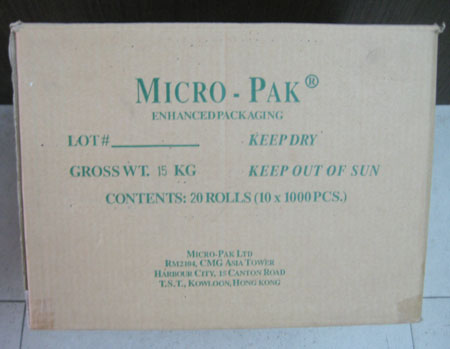 MICRO-PAK®
ENHANCED PACKAGING
LOT# KEEP DRY
GROSS WT. 15 KG KEEP OUT OF SUN
CONTENTS: 20 ROLLS (10 x 1000 PCS.)
MICRO-PAK LTD
RM2104, CMG ASIA TOWER
HARBOUR CITY, 15 CANTON ROAD
T.S.T., KOWLOON, HONG KONG